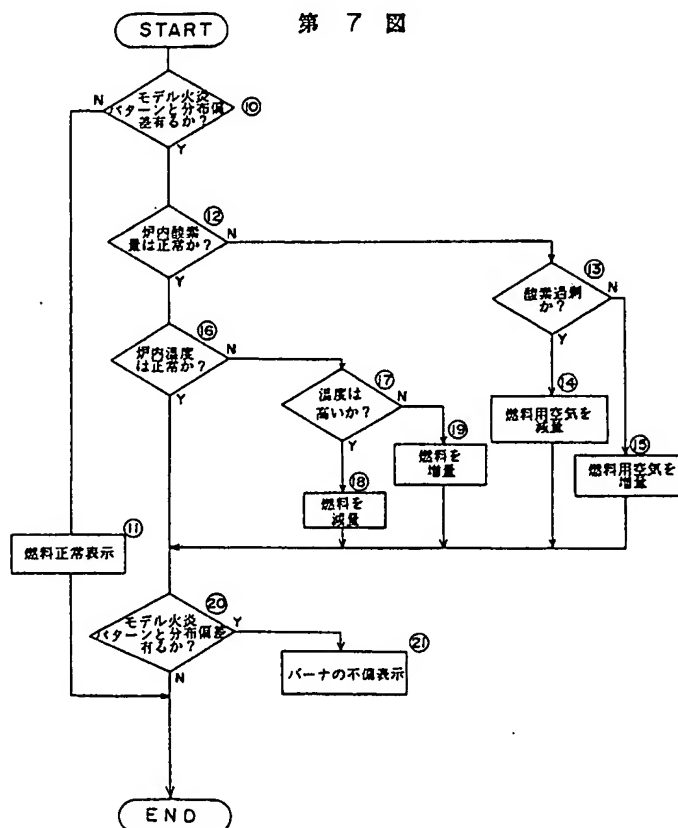 第 7 図
START
モデル火炎
パターンと分布偏
差有るか?
N
Y
⑩
炉内酸素
量は正常か?
⑫
N
Y
酸素過剰
か?
⑬
N
Y
炉内温度
は正常か?
⑯
N
Y
温度は
高いか?
⑰
N
Y
⑭
燃料用空気を
減量
⑮
燃料用空気を
増量
⑲
燃料を
増量
⑱
燃料を
減量
⑪
燃料正常表示
モデル火炎
パターンと分布偏差
有るか?
⑳
Y
N
㉑
バーナの不備表示
END